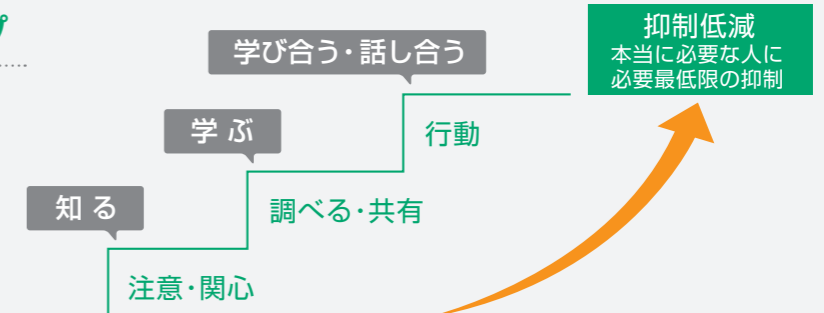 プ
学び合う・話し合う
抑制低減
本当に必要な人に
必要最低限の抑制
学 ぶ
行動
知 る
調べる・共有
注意・関心